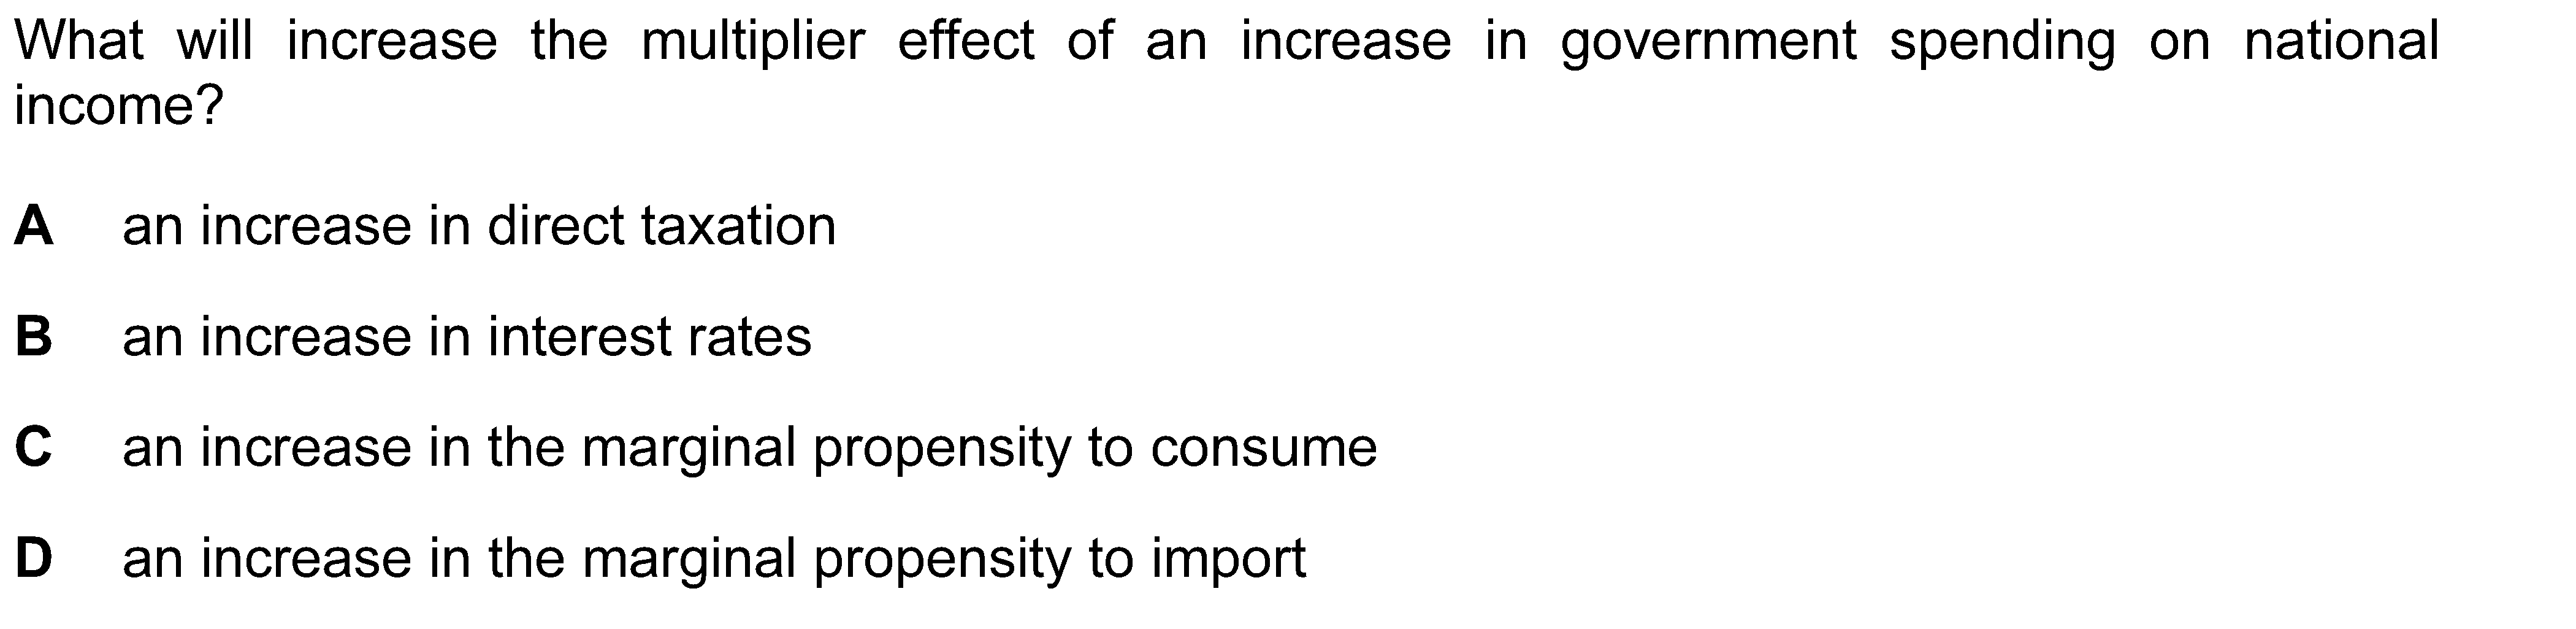 What will increase the multiplier effect of an increase in government spending on national
income?
A an increase in direct taxation
B an increase in interest rates
C an increase in the marginal propensity to consume
D an increase in the marginal propensity to import